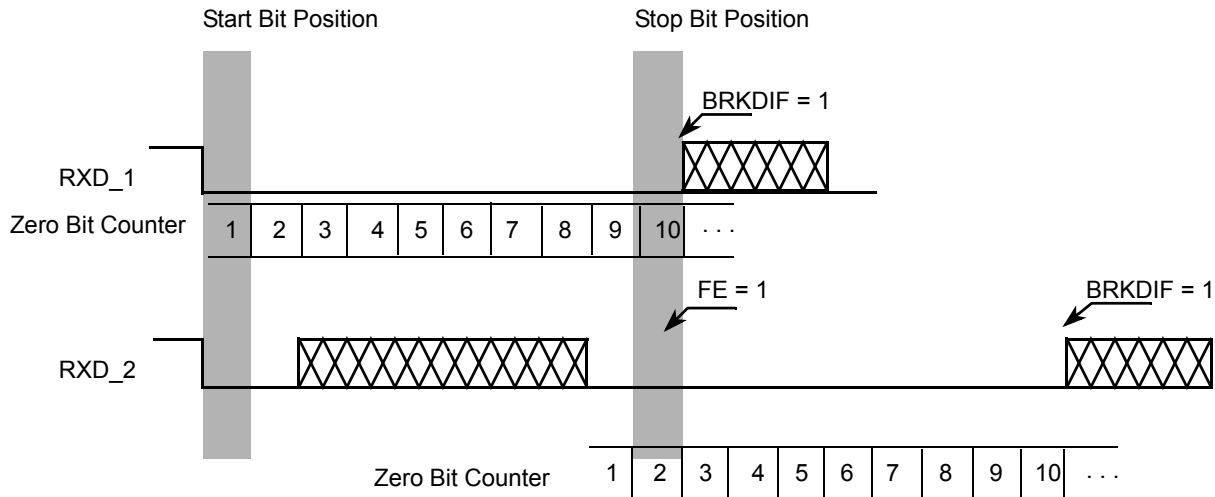 Start Bit Position
Stop Bit Position
BRKDIF = 1
RXD_1
Zero Bit Counter 1 2 3 4 5 6 7 8 9 10 . . .
FE = 1
BRKDIF = 1
RXD_2
Zero Bit Counter 1 2 3 4 5 6 7 8 9 10 . . .